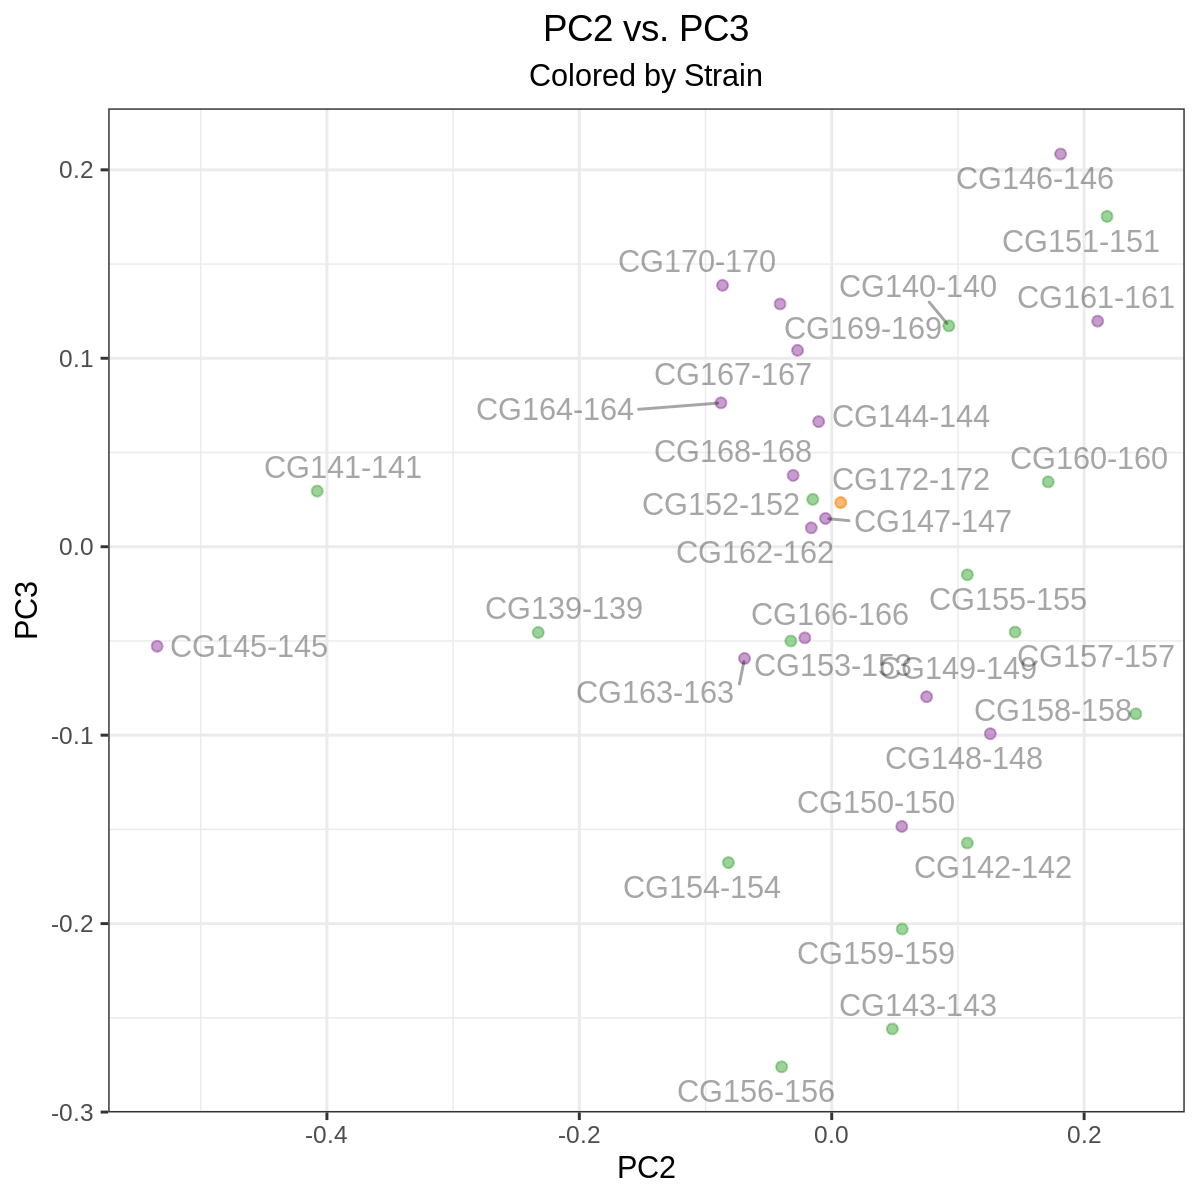 PC2 vs. PC3
Colored by Strain
0.2
0.1
0.0
-0.1
-0.2
-0.3
PC3
CG146-146
CG151-151
CG170-170
CG140-140
CG161-161
CG169-169
CG167-167
CG164-164
CG144-144
CG168-168
CG160-160
CG141-141
CG172-172
CG152-152
CG147-147
CG162-162
CG155-155
CG139-139
CG166-166
CG145-145
CG157-157
CG153-153
CG149-149
CG163-163
CG158-158
CG148-148
CG150-150
CG142-142
CG154-154
CG159-159
CG143-143
CG156-156
-0.4
-0.2
0.0
0.2
PC2